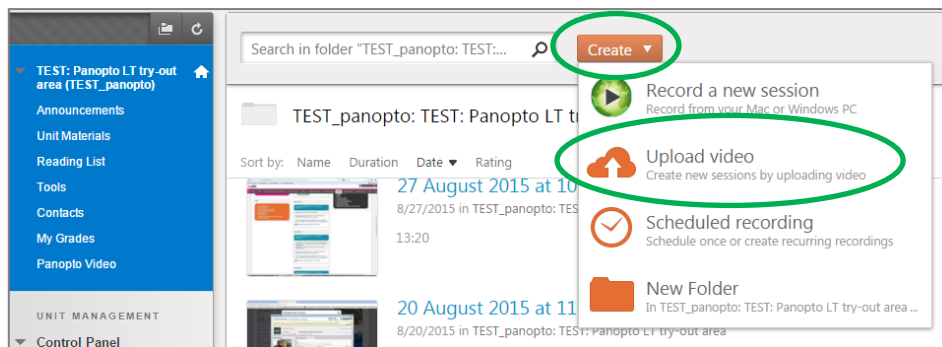 TEST: Panopto LT try-out
area (TEST_panopto)
Announcements
Unit Materials
Reading List
Tools
Contacts
My Grades
Panopto Video
UNIT MANAGEMENT
Control Panel
Search in folder "TEST_panopto: TEST:...
Create
TEST_panopto: TEST: Panopto LT t
Sort by: Name Duration Date Rating
27 August 2015 at 10
8/27/2015 in TEST_panopto: TES
13:20
20 August 2015 at 11
8/20/2015 in TEST_panopto: TEST: Panopto LT try-out area
Record a new session
Record from your Mac or Windows PC
Upload video
Create new sessions by uploading video
Scheduled recording
Schedule once or create recurring recordings
New Folder
In TEST_panopto: TEST: Panopto LT try-out area ...